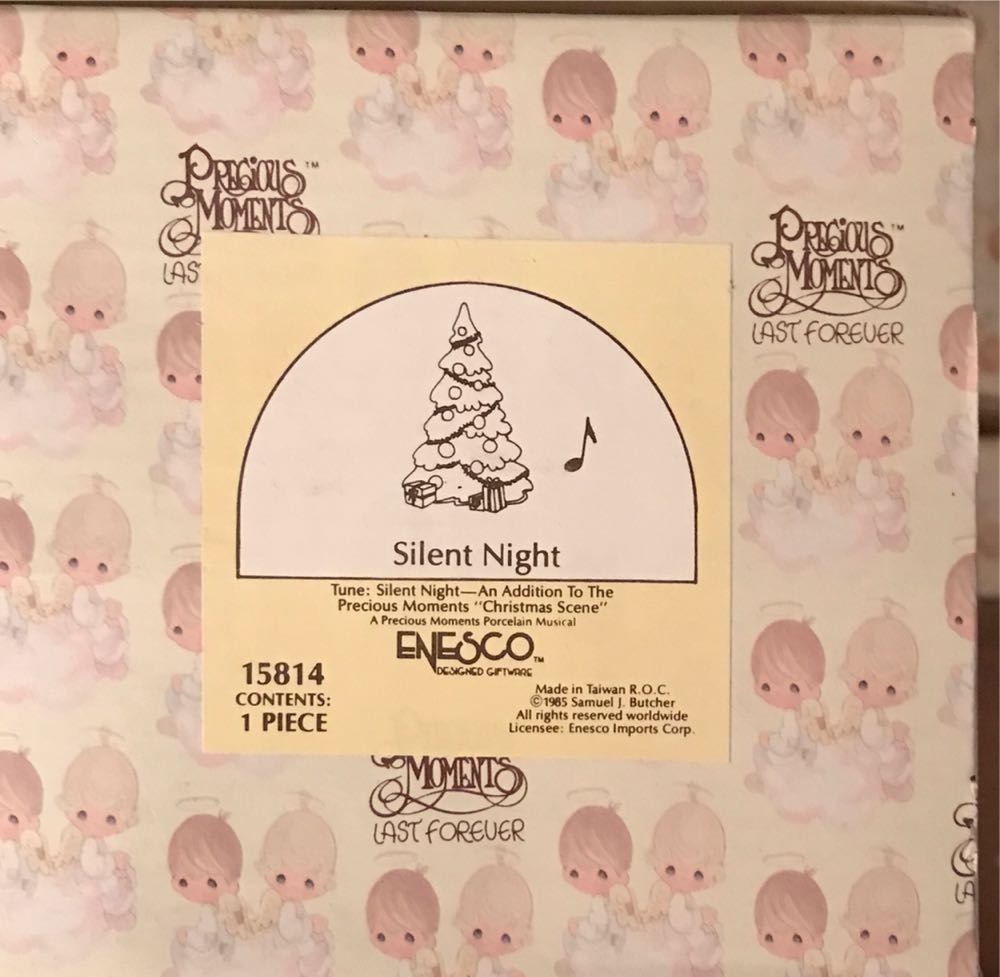 PRECIOUS
MOMENTS™
LAS
PRECIOUS
MOMENTS™
LAST FOREVER
Silent Night
Tune: Silent Night—An Addition To The
Precious Moments "Christmas Scene"
A Precious Moments Porcelain Musical
ENESCO™
DESIGNED GIFTWARE
15814
CONTENTS:
1 PIECE
Made in Taiwan R.O.C.
©1985 Samuel J. Butcher
All rights reserved worldwide
Licensee: Enesco Imports Corp.
MOMENTS
LAST FOREVER